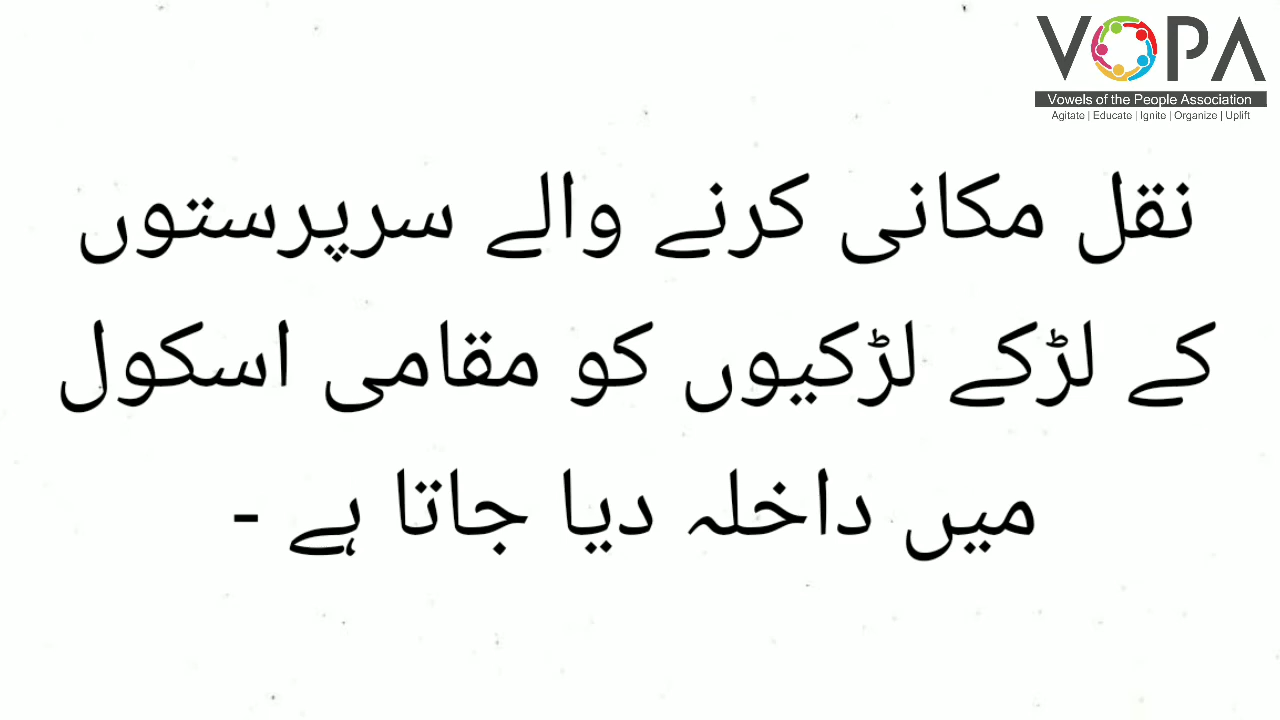 VOPA
Vowels of the People Association
Agitate | Educate | Ignite | Organize | Uplift
نقل مکانی کرنے والے سرپرستوں
کے لڑکے لڑکیوں کو مقامی اسکول
میں داخلہ دیا جاتا ہے -